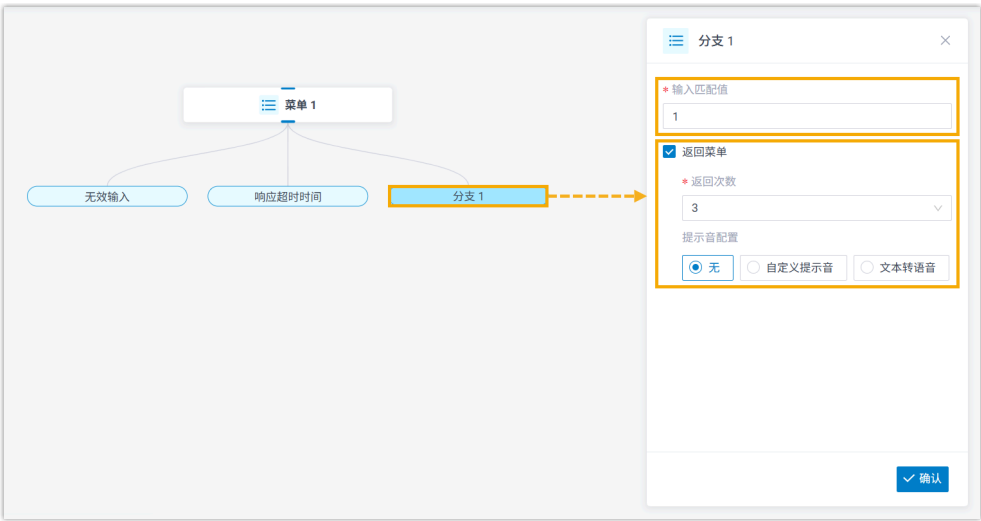 菜单 1
无效输入
响应超时时间
分支 1
分支 1
* 输入匹配值
1
返回菜单
* 返回次数
3
提示音配置
无
自定义提示音
文本转语音
确认